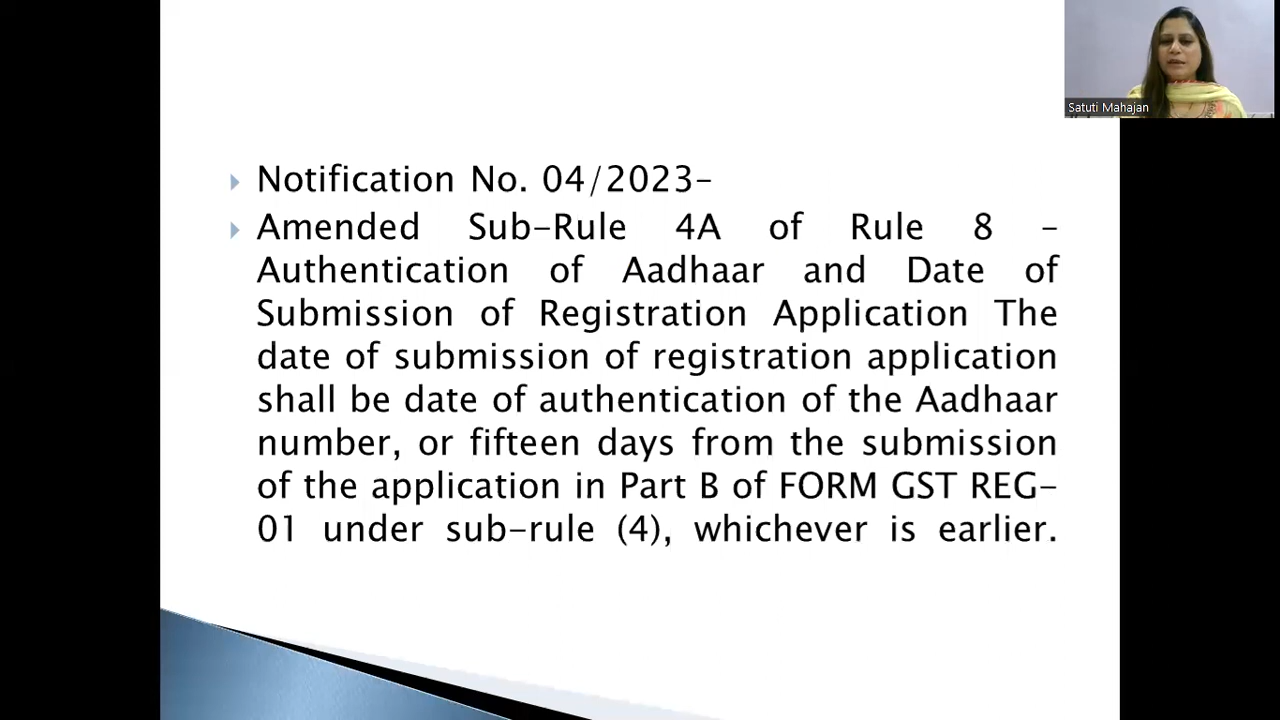 Satuti Mahajan
Notification No. 04/2023–
Amended Sub-Rule 4A of Rule 8 –
Authentication of Aadhaar and Date of
Submission of Registration Application The
date of submission of registration application
shall be date of authentication of the Aadhaar
number, or fifteen days from the submission
of the application in Part B of FORM GST REG-
01 under sub-rule (4), whichever is earlier.